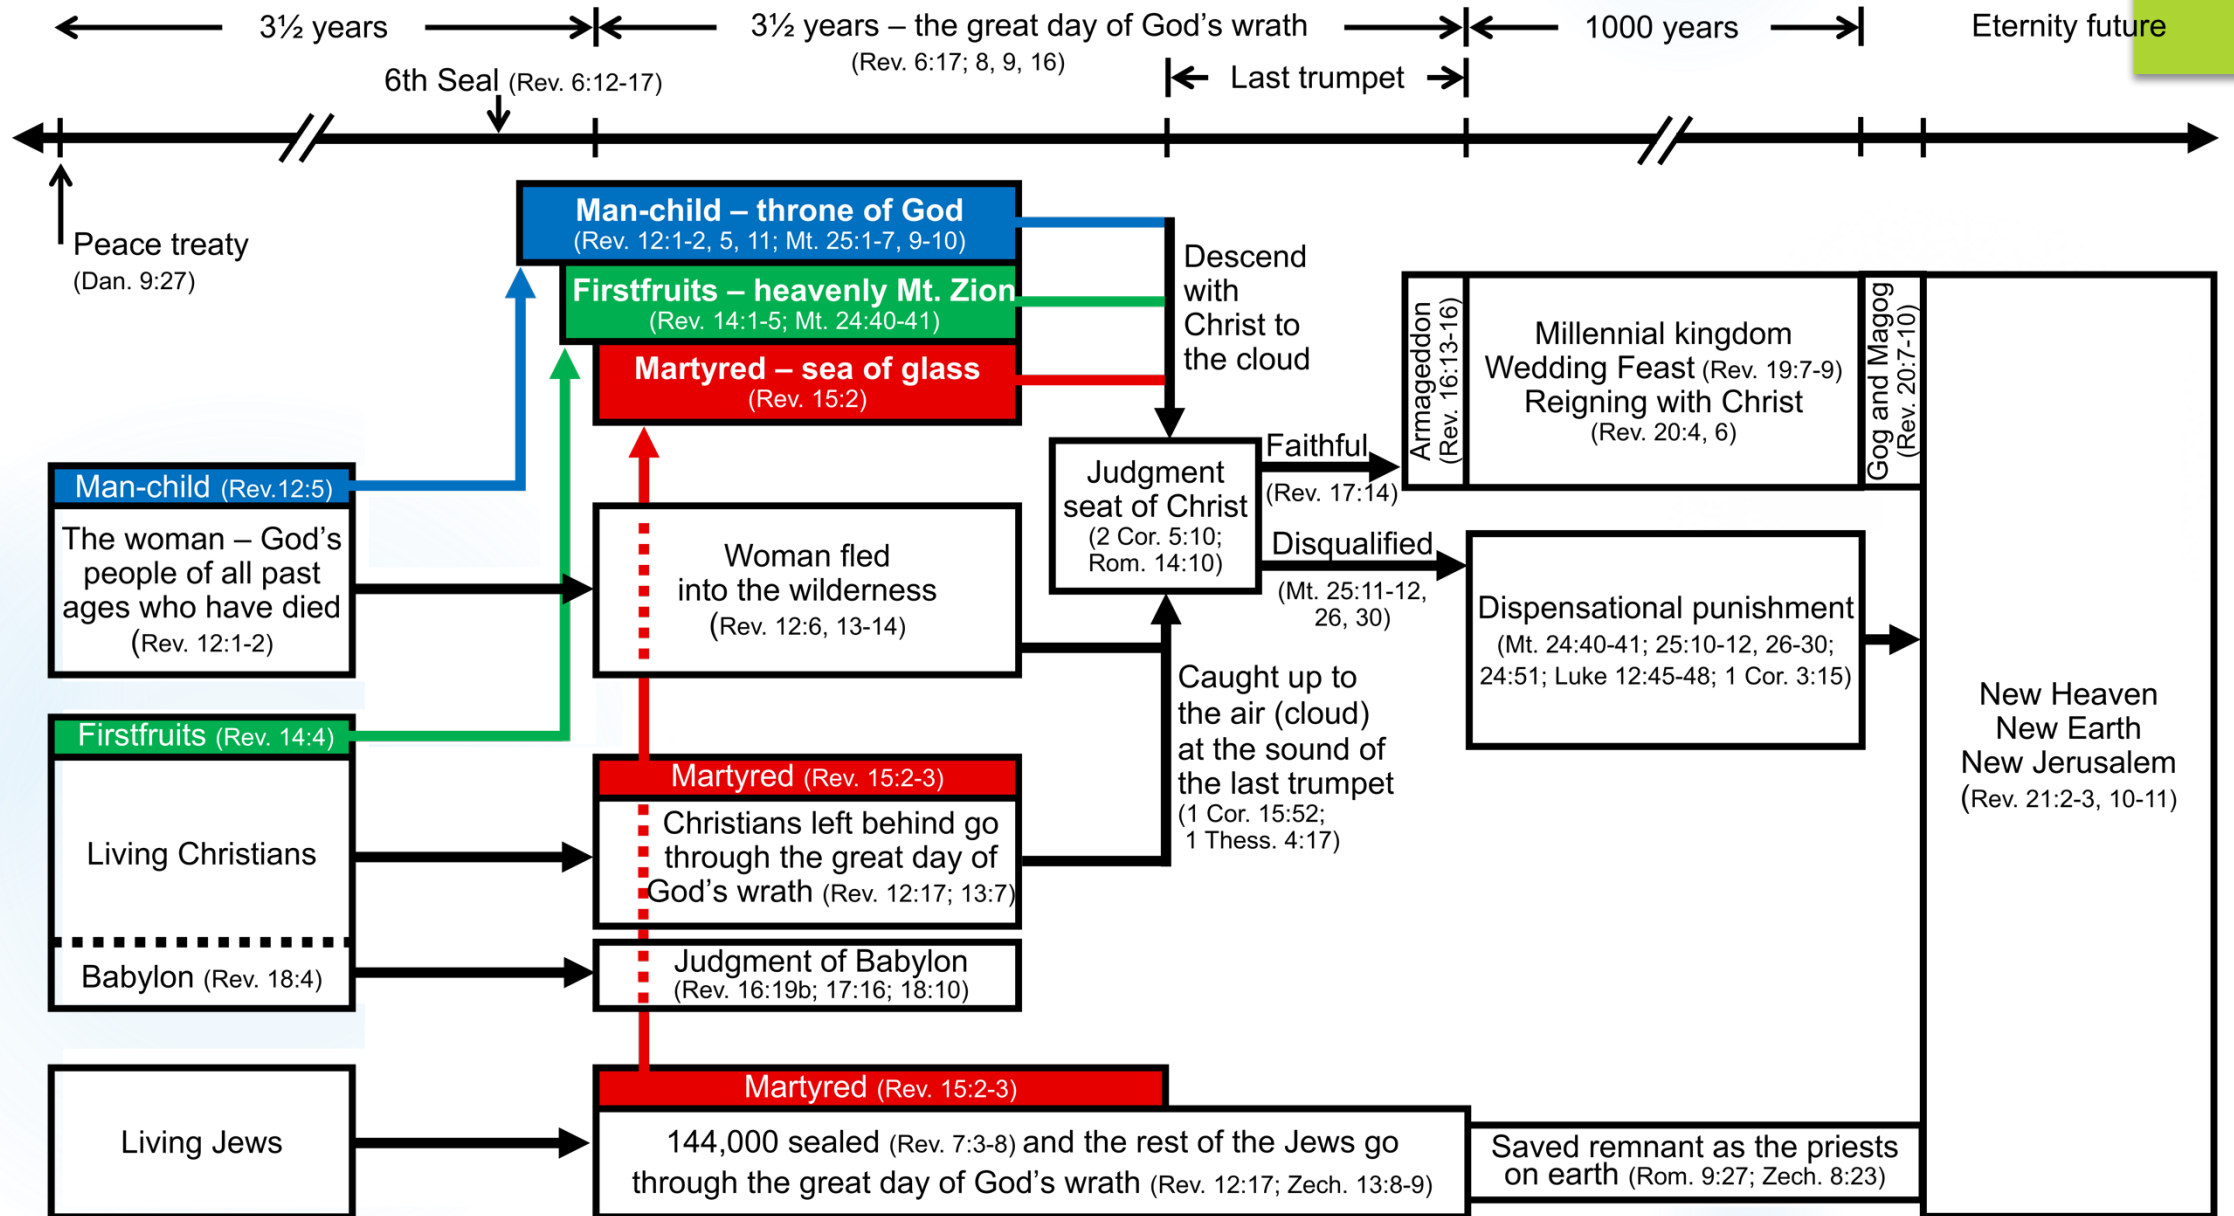 3½ years
3½ years – the great day of God's wrath
(Rev. 6:17; 8, 9, 16)
1000 years
Eternity future
6th Seal (Rev. 6:12-17)
Last trumpet
Peace treaty
(Dan. 9:27)
Man-child – throne of God
(Rev. 12:1-2, 5, 11; Mt. 25:1-7, 9-10)
Firstfruits – heavenly Mt. Zion
(Rev. 14:1-5; Mt. 24:40-41)
Martyred – sea of glass
(Rev. 15:2)
Descend
with
Christ to
the cloud
Man-child (Rev.12:5)
The woman – God's
people of all past
ages who have died
(Rev. 12:1-2)
Woman fled
into the wilderness
(Rev. 12:6, 13-14)
Judgment
seat of Christ
(2 Cor. 5:10;
Rom. 14:10)
Faithful
(Rev. 17:14)
Disqualified
(Mt. 25:11-12,
26, 30)
Armageddon
(Rev. 16:13-16)
Millennial kingdom
Wedding Feast (Rev. 19:7-9)
Reigning with Christ
(Rev. 20:4, 6)
Gog and Magog
(Rev. 20:7-10)
Dispensational punishment
(Mt. 24:40-41; 25:10-12, 26-30;
24:51; Luke 12:45-48; 1 Cor. 3:15)
New Heaven
New Earth
New Jerusalem
(Rev. 21:2-3, 10-11)
Firstfruits (Rev. 14:4)
Living Christians
Babylon (Rev. 18:4)
Martyred (Rev. 15:2-3)
Christians left behind go
through the great day of
God's wrath (Rev. 12:17; 13:7)
Judgment of Babylon
(Rev. 16:19b; 17:16; 18:10)
Caught up to
the air (cloud)
at the sound of
the last trumpet
(1 Cor. 15:52;
1 Thess. 4:17)
Living Jews
Martyred (Rev. 15:2-3)
144,000 sealed (Rev. 7:3-8) and the rest of the Jews go
through the great day of God's wrath (Rev. 12:17; Zech. 13:8-9)
Saved remnant as the priests
on earth (Rom. 9:27; Zech. 8:23)